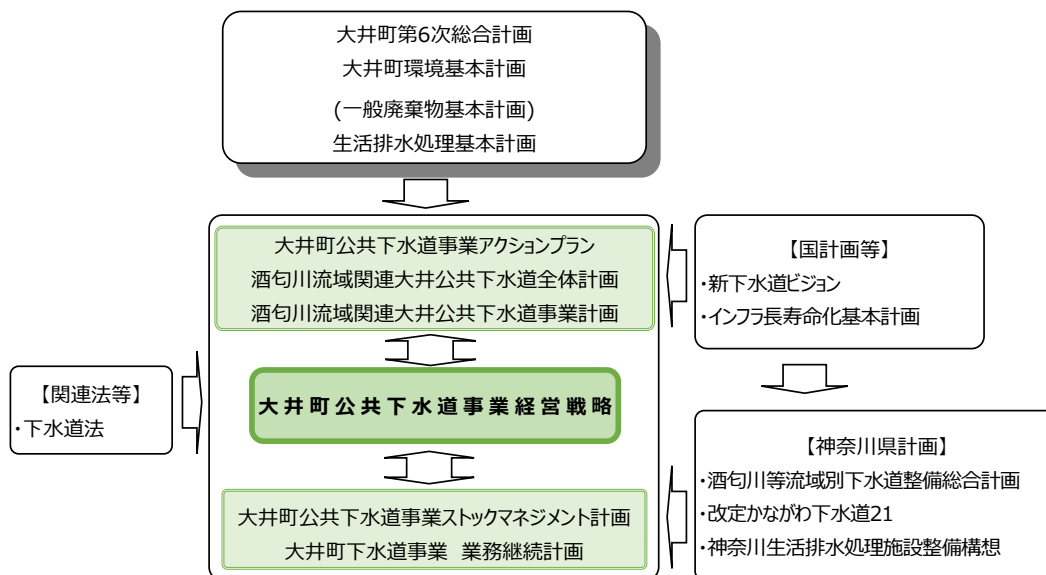 大井町第6次総合計画
大井町環境基本計画
(一般廃棄物基本計画)
生活排水処理基本計画
大井町公共下水道事業アクションプラン
酒匂川流域関連大井公共下水道全体計画
酒匂川流域関連大井公共下水道事業計画
【国計画等】
・新下水道ビジョン
・インフラ長寿命化基本計画
【関連法等】
・下水道法
大井町公共下水道事業経営戦略
【神奈川県計画】
・酒匂川等流域別下水道整備総合計画
・改定かながわ下水道21
・神奈川生活排水処理施設整備構想
大井町公共下水道事業ストックマネジメント計画
大井町下水道事業 業務継続計画